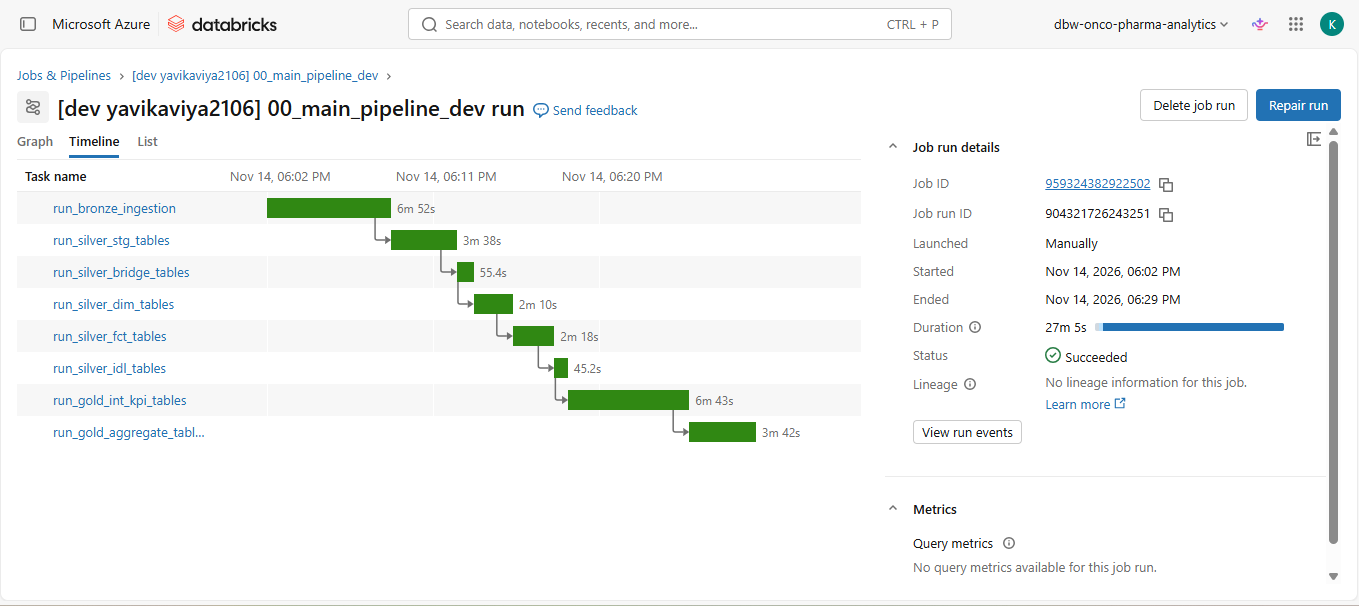 Microsoft Azure databricks Search data, notebooks, recents, and more... CTRL + P dbw-onco-pharma-analytics K
Jobs & Pipelines > [dev yavikaviya2106] 00_main_pipeline_dev >
[dev yavikaviya2106] 00_main_pipeline_dev run Send feedback Delete job run Repair run
Graph Timeline List
Task name Nov 14, 06:02 PM Nov 14, 06:11 PM Nov 14, 06:20 PM
run_bronze_ingestion 6m 52s
run_silver_stg_tables 3m 38s
run_silver_bridge_tables 55.4s
run_silver_dim_tables 2m 10s
run_silver_fct_tables 2m 18s
run_silver_idl_tables 45.2s
run_gold_int_kpi_tables 6m 43s
run_gold_aggregate_tabl... 3m 42s
Job run details
Job ID 959324382922502
Job run ID 904321726243251
Launched Manually
Started Nov 14, 2026, 06:02 PM
Ended Nov 14, 2026, 06:29 PM
Duration 27m 5s
Status Succeeded
Lineage No lineage information for this job.
Learn more
View run events
Metrics
Query metrics
No query metrics available for this job run.